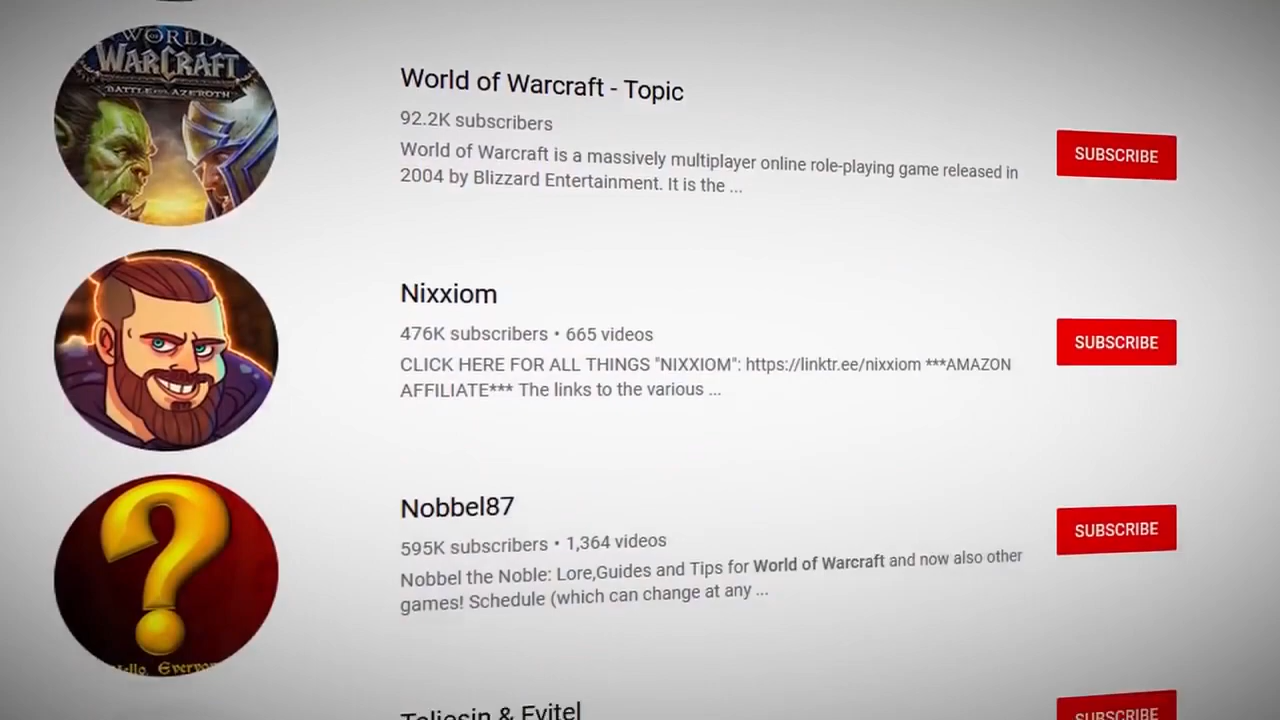 WORLD
OF
WARCRAFT
BATTLE FOR AZEROTH
World of Warcraft - Topic
92.2K subscribers
World of Warcraft is a massively multiplayer online role-playing game released in
2004 by Blizzard Entertainment. It is the ...
SUBSCRIBE
Nixxiom
476K subscribers • 665 videos
CLICK HERE FOR ALL THINGS "NIXXIOM": https://linktr.ee/nixxiom ***AMAZON
AFFILIATE*** The links to the various ...
SUBSCRIBE
?
Nobbel87
595K subscribers • 1,364 videos
Nobbel the Noble: Lore,Guides and Tips for World of Warcraft and now also other
games! Schedule (which can change at any ...
SUBSCRIBE
Taliesin & Evitel
SUBSCRIBE